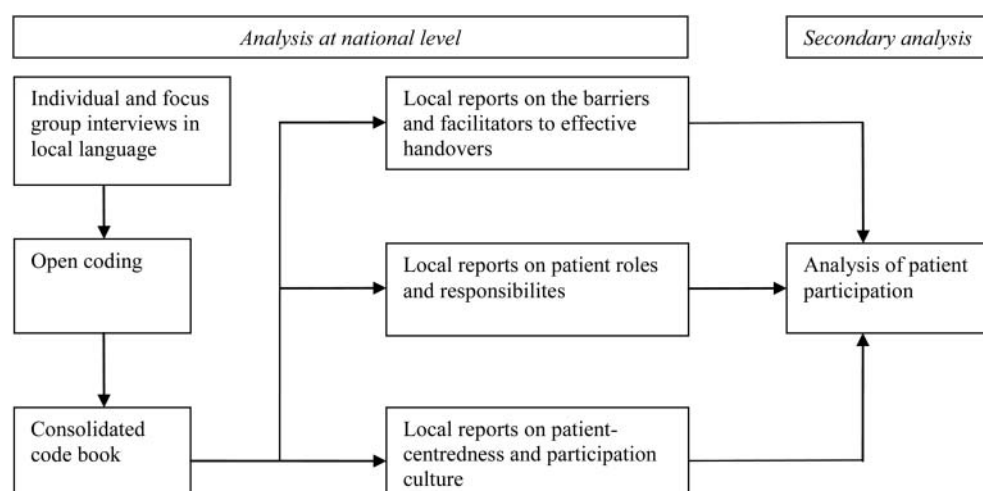 Analysis at national level
Secondary analysis
Individual and focus
group interviews in
local language
Local reports on the barriers
and facilitators to effective
handovers
Open coding
Local reports on patient roles
and responsibilites
Analysis of patient
participation
Consolidated
code book
Local reports on patient-
centredness and participation
culture